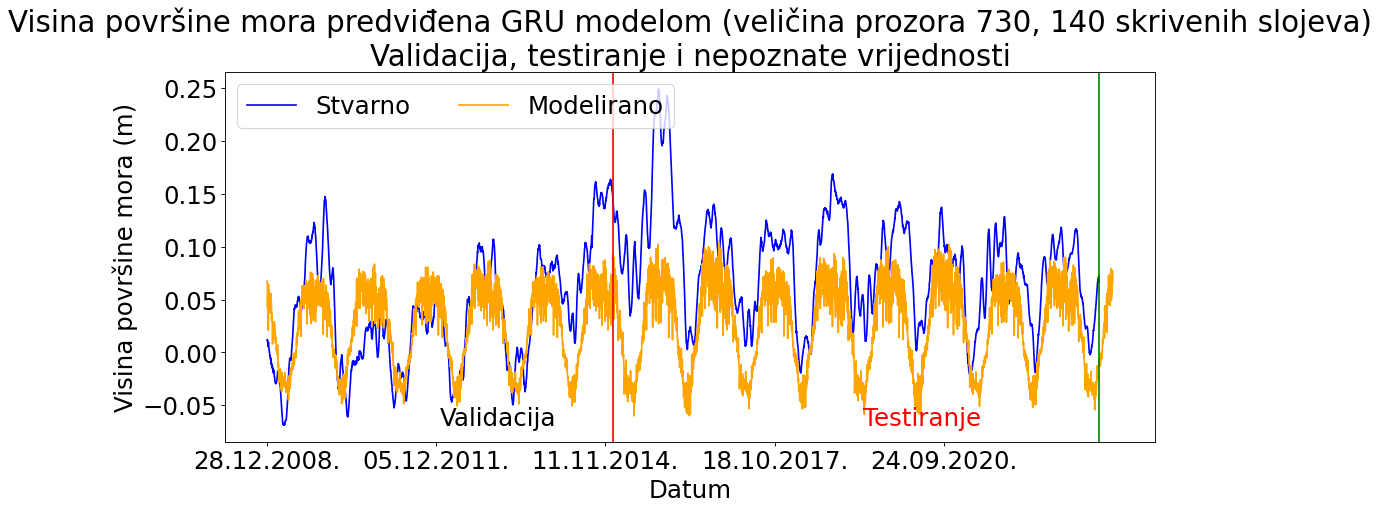 Visina površine mora predviđena GRU modelom (veličina prozora 730, 140 skrivenih slojeva)
Validacija, testiranje i nepoznate vrijednosti
Stvarno
Modelirano
Visina površine mora (m)
0.25
0.20
0.15
0.10
0.05
0.00
−0.05
Validacija
Testiranje
28.12.2008.
05.12.2011.
11.11.2014.
18.10.2017.
24.09.2020.
Datum